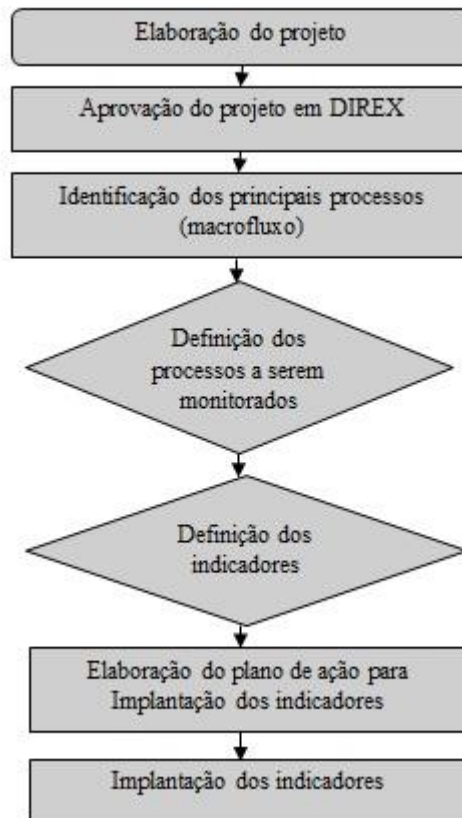 Elaboração do projeto
Aprovação do projeto em DIREX
Identificação dos principais processos
(macrofluxo)
Definição dos
processos a serem
monitorados
Definição dos
indicadores
Elaboração do plano de ação para
Implantação dos indicadores
Implantação dos indicadores